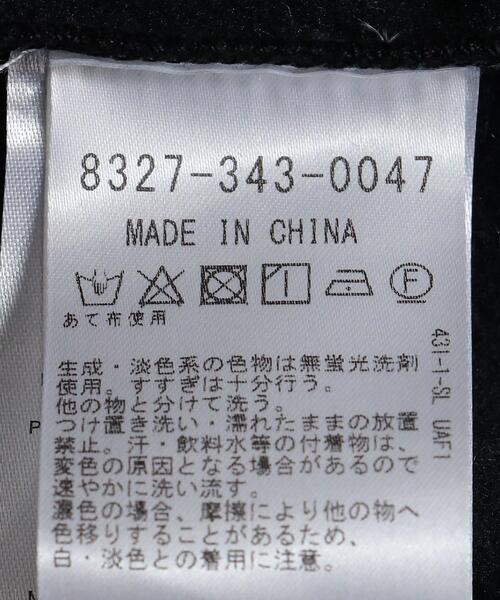 8327-343-0047
MADE IN CHINA
F
あて布使用
生成・淡色系の色物は無蛍光洗剤
使用。すすぎは十分行う。
他の物と分けて洗う。
つけ置き洗い・濡れたままの放置
禁止。汗・飲料水等の付着物は、
変色の原因となる場合があるので
速やかに洗い流す。
濃色の場合、摩擦により他の物へ
色移りすることがあるため、
白・淡色との着用に注意。
431-1-SL UAF1
P
N